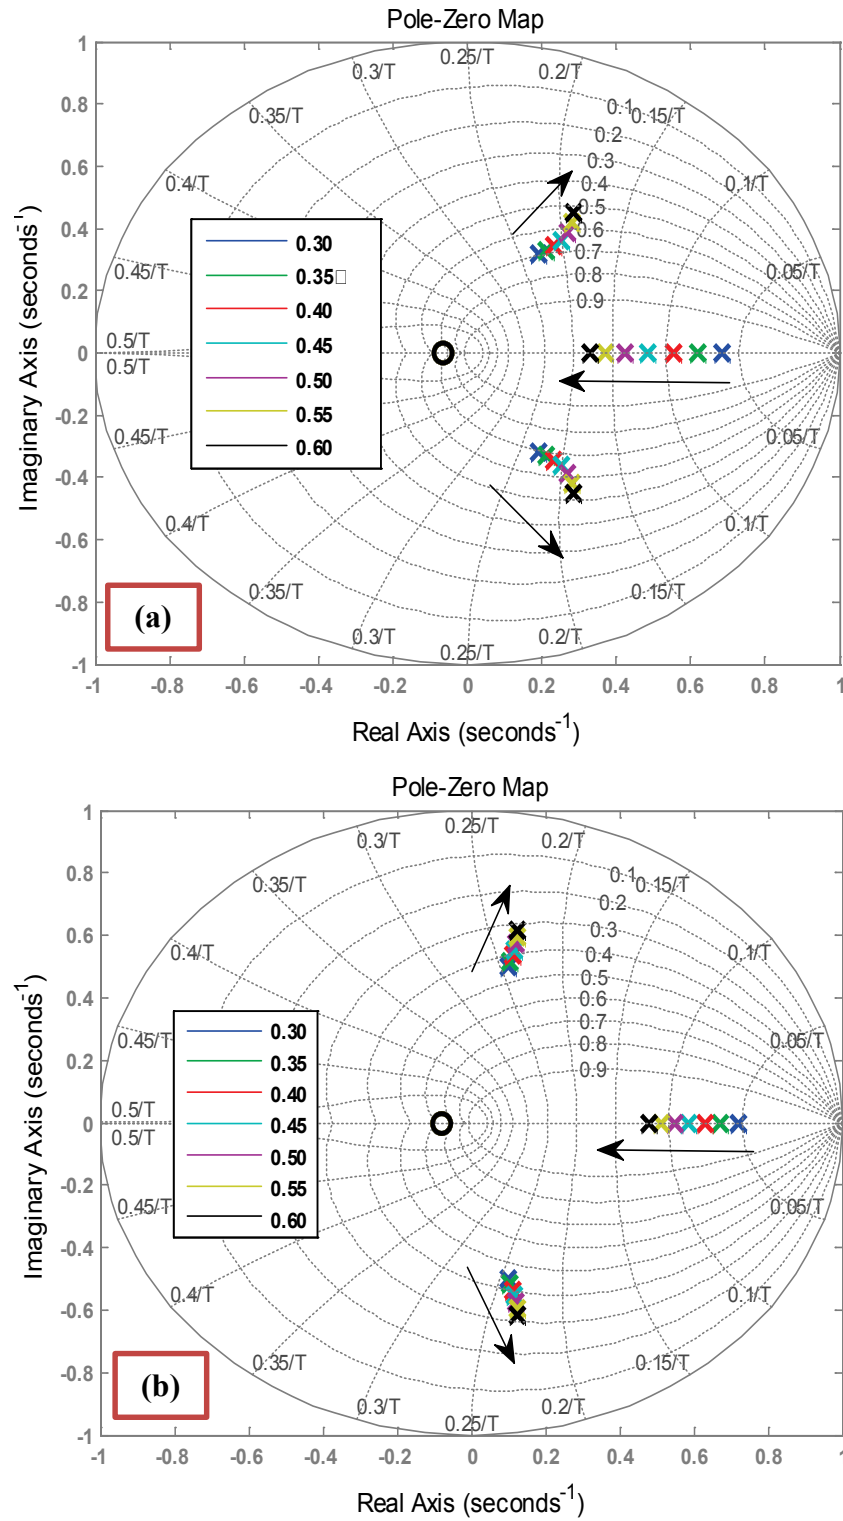 Pole-Zero Map
1
0.8
0.6
0.4
0.2
0
-0.2
-0.4
-0.6
-0.8
-1
Imaginary Axis (seconds-1)
0.25/T
0.3/T
0.2/T
0.35/T
0.1
0.15/T
0.2
0.3
0.4/T
0.4
0.1/T
0.5
0.6
0.45/T
0.7
0.05/T
0.8
0.9
0.5/T
0.5/T
0.45/T
0.05/T
0.4/T
0.1/T
0.35/T
0.15/T
0.3/T
0.2/T
0.25/T
0.30
0.35□
0.40
0.45
0.50
0.55
0.60
(a)
-1
-0.8
-0.6
-0.4
-0.2
0
0.2
0.4
0.6
0.8
1
Real Axis (seconds-1)
Pole-Zero Map
1
0.8
0.6
0.4
0.2
0
-0.2
-0.4
-0.6
-0.8
-1
Imaginary Axis (seconds-1)
0.25/T
0.3/T
0.2/T
0.35/T
0.1
0.15/T
0.2
0.3
0.4/T
0.4
0.1/T
0.5
0.6
0.7
0.45/T
0.05/T
0.8
0.9
0.5/T
0.5/T
0.45/T
0.05/T
0.4/T
0.1/T
0.35/T
0.15/T
0.3/T
0.2/T
0.25/T
0.30
0.35
0.40
0.45
0.50
0.55
0.60
(b)
-1
-0.8
-0.6
-0.4
-0.2
0
0.2
0.4
0.6
0.8
1
Real Axis (seconds-1)